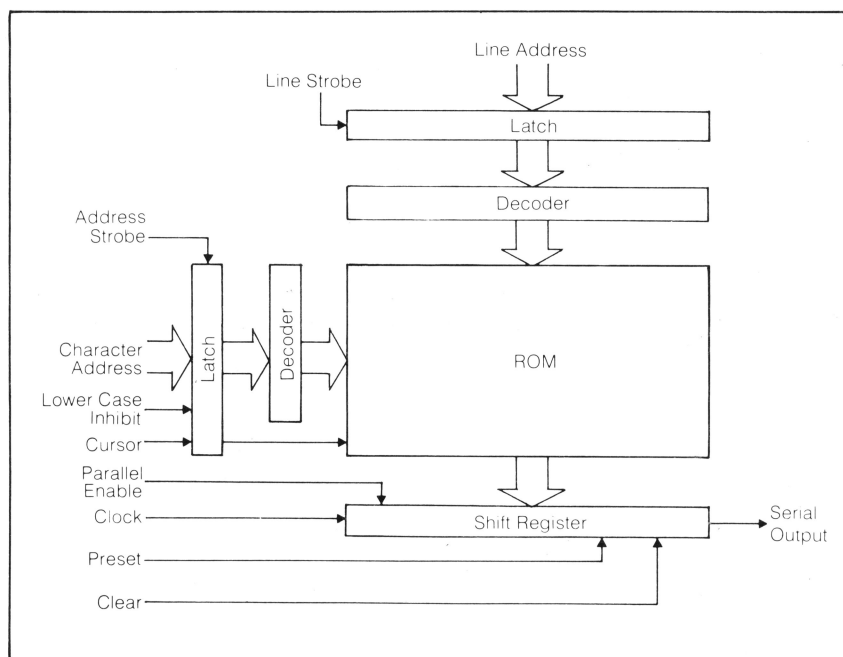 Line Address
Line Strobe
Latch
Decoder
Address
Strobe
Character
Address
Latch
Decoder
ROM
Lower Case
Inhibit
Cursor
Parallel
Enable
Clock
Shift Register
Serial
Output
Preset
Clear